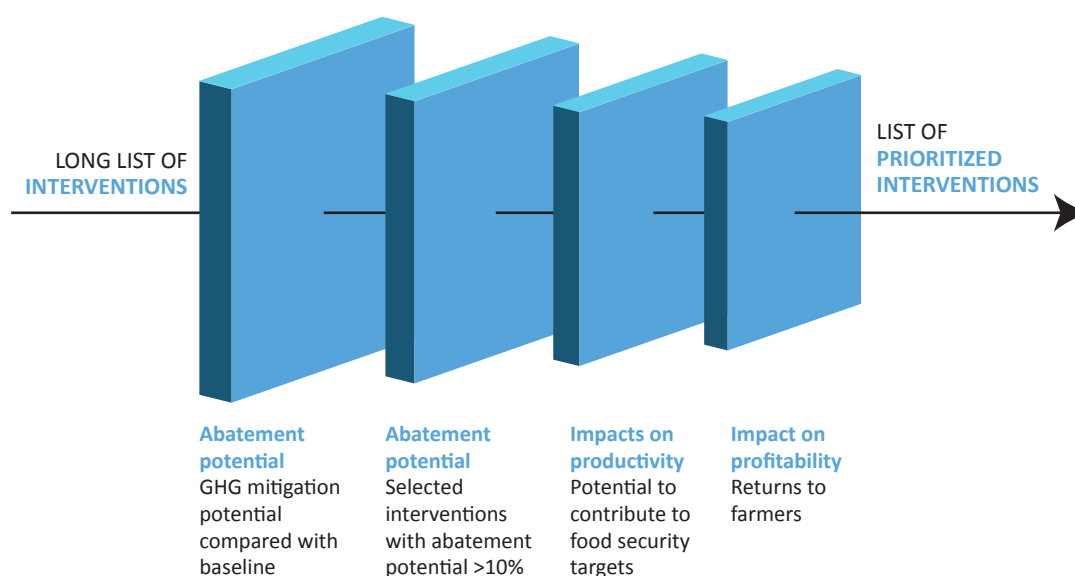 LONG LIST OF
INTERVENTIONS
LIST OF
PRIORITIZED
INTERVENTIONS
Abatement
potential
GHG mitigation
potential
compared with
baseline
Abatement
potential
Selected
interventions
with abatement
potential >10%
Impacts on
productivity
Potential to
contribute to
food security
targets
Impact on
profitability
Returns to
farmers